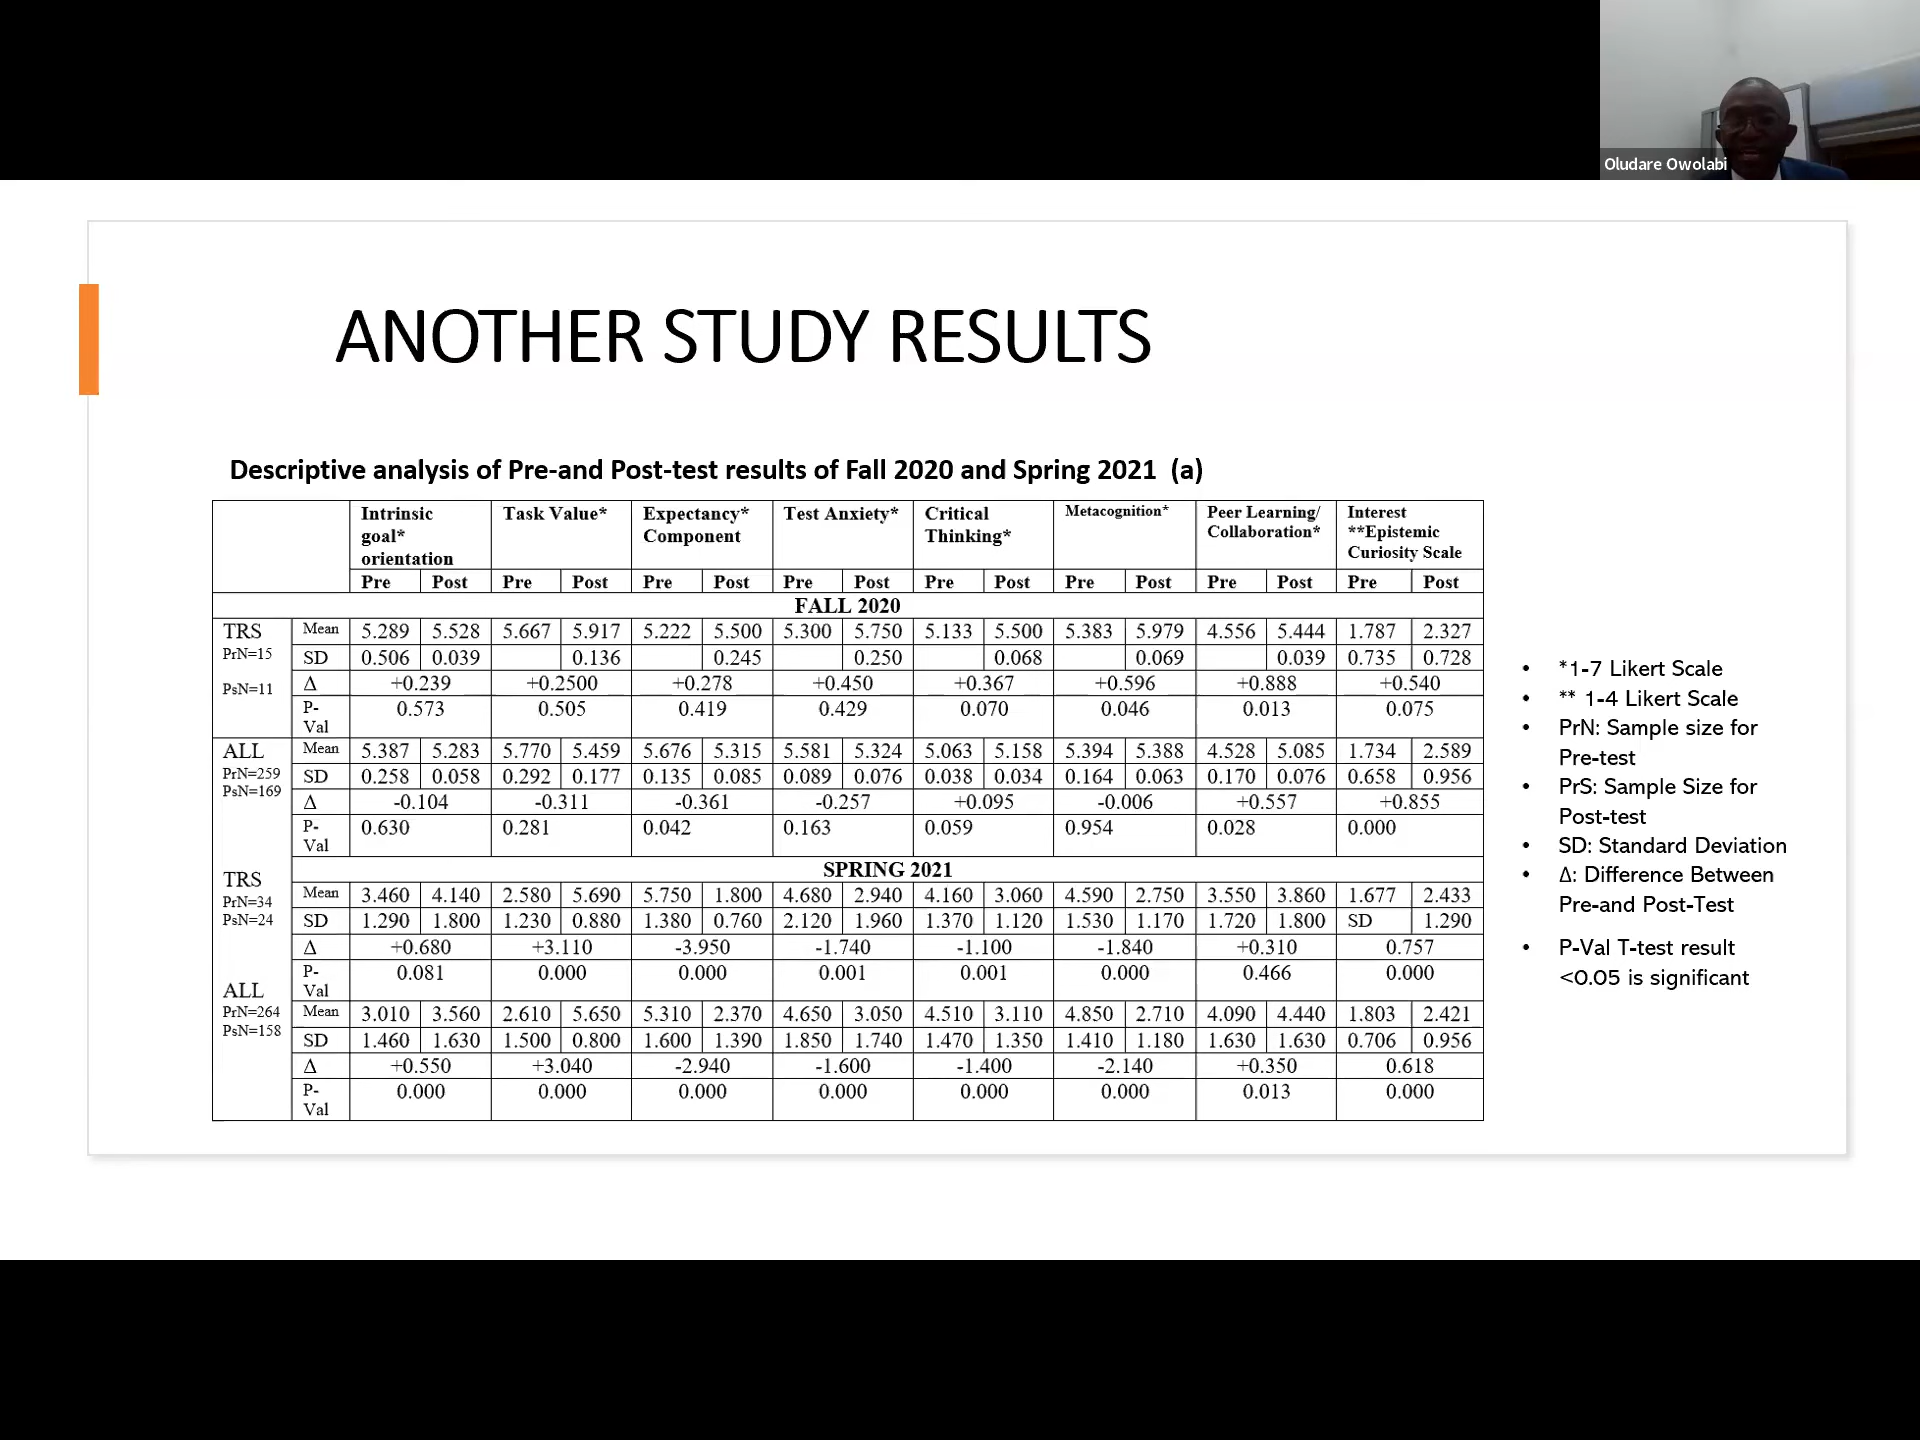 Oludare Owolabi
ANOTHER STUDY RESULTS
Descriptive analysis of Pre-and Post-test results of Fall 2020 and Spring 2021 (a)
Intrinsic goal* orientation Task Value* Expectancy* Component Test Anxiety* Critical Thinking* Metacognition* Peer Learning/ Collaboration* Interest **Epistemic Curiosity Scale
Pre Post Pre Post Pre Post Pre Post Pre Post Pre Post Pre Post Pre Post
FALL 2020
TRS PrN=15 PsN=11
Mean 5.289 5.528 5.667 5.917 5.222 5.500 5.300 5.750 5.133 5.500 5.383 5.979 4.556 5.444 1.787 2.327
SD 0.506 0.039 0.136 0.245 0.250 0.068 0.069 0.039 0.735 0.728
Δ +0.239 +0.2500 +0.278 +0.450 +0.367 +0.596 +0.888 +0.540
P-Val 0.573 0.505 0.419 0.429 0.070 0.046 0.013 0.075
ALL PrN=259 PsN=169
Mean 5.387 5.283 5.770 5.459 5.676 5.315 5.581 5.324 5.063 5.158 5.394 5.388 4.528 5.085 1.734 2.589
SD 0.258 0.058 0.292 0.177 0.135 0.085 0.089 0.076 0.038 0.034 0.164 0.063 0.170 0.076 0.658 0.956
Δ -0.104 -0.311 -0.361 -0.257 +0.095 -0.006 +0.557 +0.855
P-Val 0.630 0.281 0.042 0.163 0.059 0.954 0.028 0.000
SPRING 2021
TRS PrN=34 PsN=24
Mean 3.460 4.140 2.580 5.690 5.750 1.800 4.680 2.940 4.160 3.060 4.590 2.750 3.550 3.860 1.677 2.433
SD 1.290 1.800 1.230 0.880 1.380 0.760 2.120 1.960 1.370 1.120 1.530 1.170 1.720 1.800 SD 1.290
Δ +0.680 +3.110 -3.950 -1.740 -1.100 -1.840 +0.310 0.757
P-Val 0.081 0.000 0.000 0.001 0.001 0.000 0.466 0.000
ALL PrN=264 PsN=158
Mean 3.010 3.560 2.610 5.650 5.310 2.370 4.650 3.050 4.510 3.110 4.850 2.710 4.090 4.440 1.803 2.421
SD 1.460 1.630 1.500 0.800 1.600 1.390 1.850 1.740 1.470 1.350 1.410 1.180 1.630 1.630 0.706 0.956
Δ +0.550 +3.040 -2.940 -1.600 -1.400 -2.140 +0.350 0.618
P-Val 0.000 0.000 0.000 0.000 0.000 0.000 0.013 0.000
• *1-7 Likert Scale
• ** 1-4 Likert Scale
• PrN: Sample size for
Pre-test
• PrS: Sample Size for
Post-test
• SD: Standard Deviation
• Δ: Difference Between
Pre-and Post-Test
• P-Val T-test result
<0.05 is significant